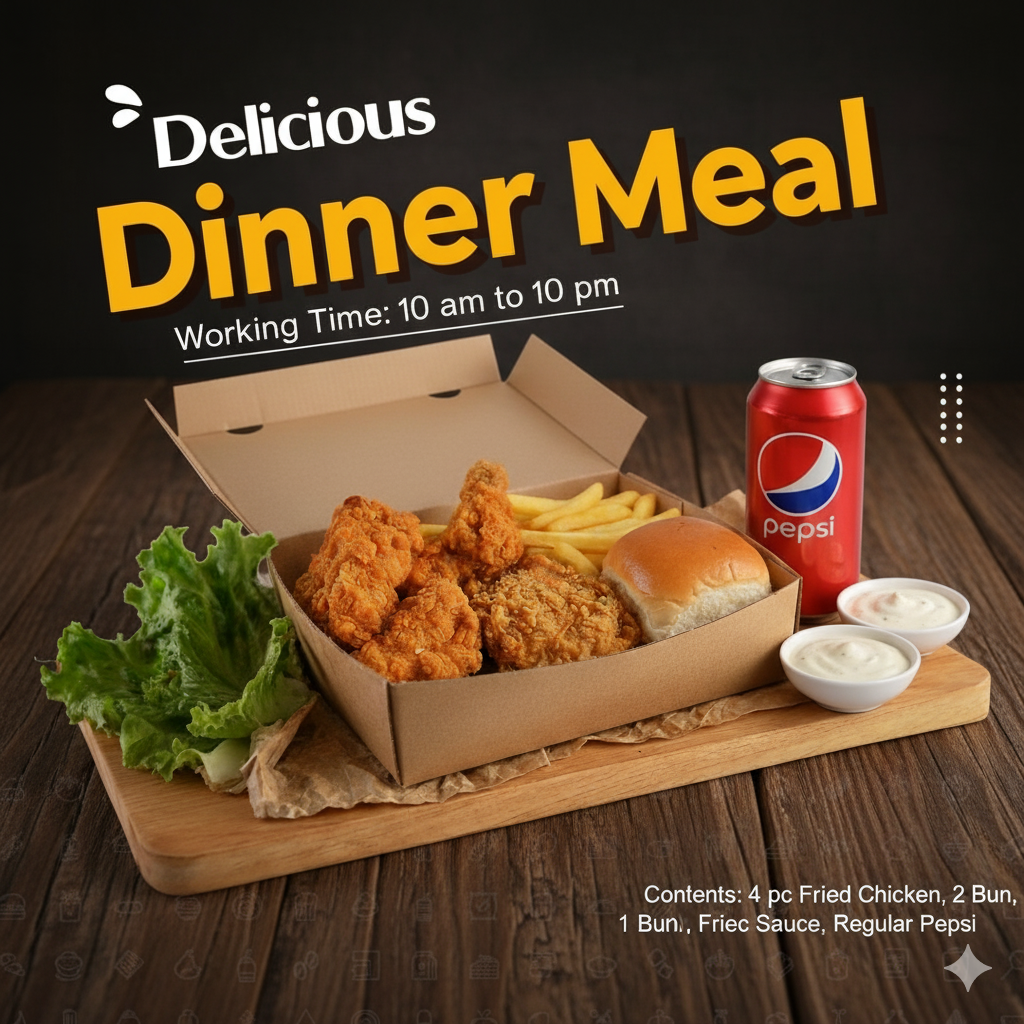 Delicious
Dinner Meal
Working Time: 10 am to 10 pm
pepsi
Contents: 4 pc Fried Chicken, 2 Bun,
1 Bun., Friec Sauce, Regular Pepsi